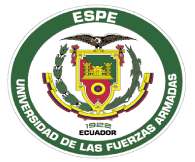 ESPE
1922
ECUADOR
UNIVERSIDAD DE LAS FUERZAS ARMADAS